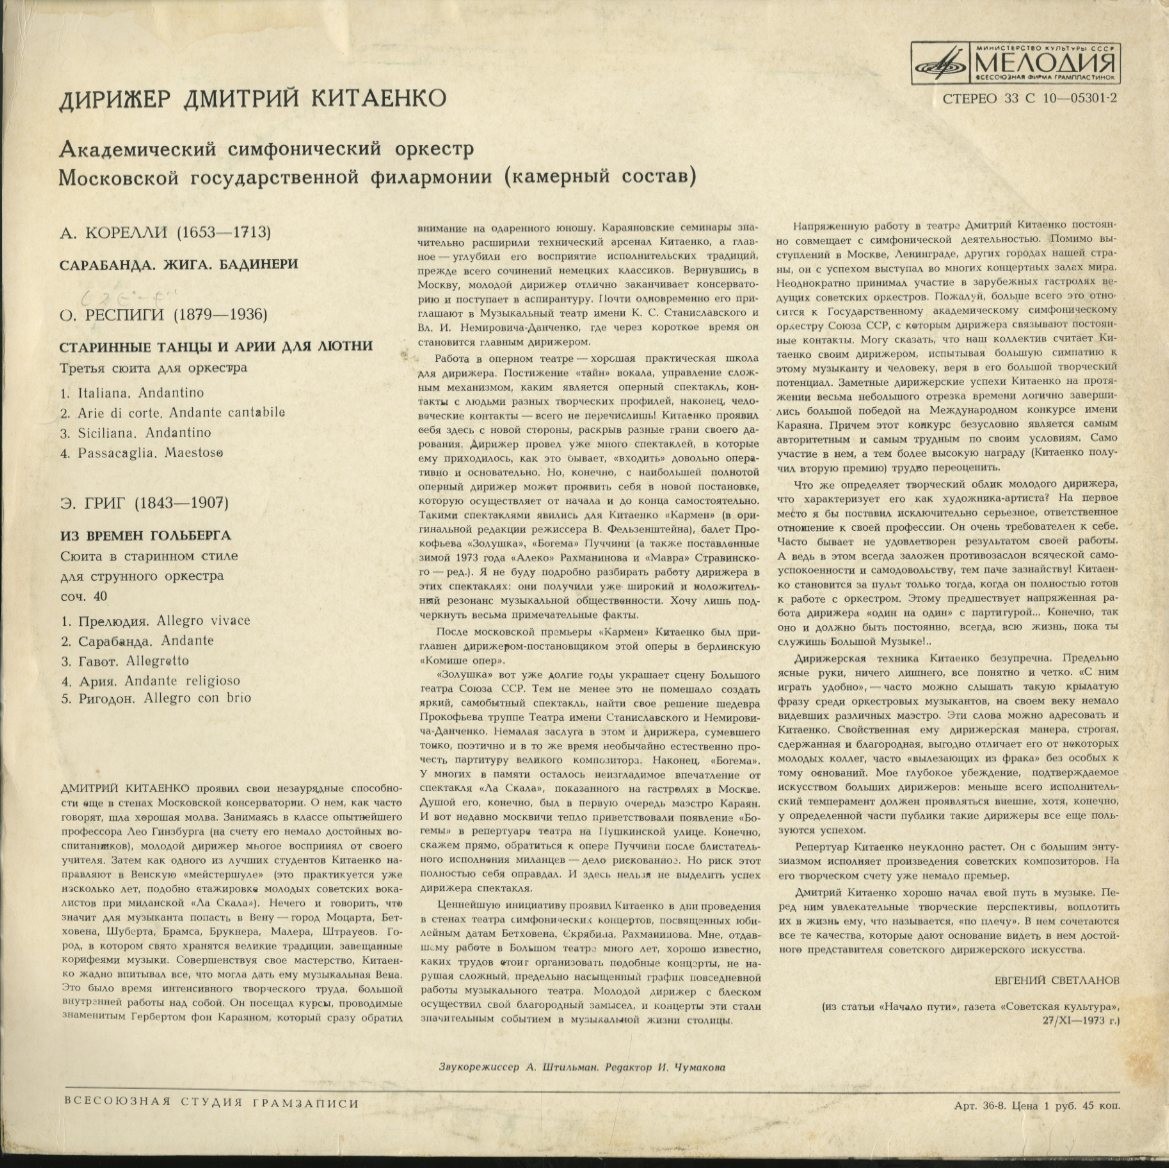 МИНИСТЕРСТВО КУЛЬТУРЫ СССР
МЕЛОДИЯ
ВСЕСОЮЗНАЯ ФИРМА ГРАМПЛАСТИНОК
СТЕРЕО 33 С 10—05301-2
ДИРИЖЕР ДМИТРИЙ КИТАЕНКО
Академический симфонический оркестр
Московской государственной филармонии (камерный состав)
А. КОРЕЛЛИ (1653—1713)
САРАБАНДА. ЖИГА. БАДИНЕРИ
О. РЕСПИГИ (1879—1936)
СТАРИННЫЕ ТАНЦЫ И АРИИ ДЛЯ ЛЮТНИ
Третья сюита для оркестра
1. Italiana. Andantino
2. Arie di corte. Andante cantabile
3. Siciliana. Andantino
4. Passacaglia. Maestoso
Э. ГРИГ (1843—1907)
ИЗ ВРЕМЕН ГОЛЬБЕРГА
Сюита в старинном стиле
для струнного оркестра
соч. 40
1. Прелюдия. Allegro vivace
2. Сарабанда. Andante
3. Гавот. Allegretto
4. Ария. Andante religioso
5. Ригодон. Allegro con brio
ДМИТРИЙ КИТАЕНКО проявил свои незаурядные способно-
сти еще в стенах Московской консерватории. О нем, как часто
говорят, шла хорошая молва. Занимаясь в классе опытнейшего
профессора Лео Гинзбурга (на счету его немало достойных во-
спитанников), молодой дирижер многое воспринял от своего
учителя. Затем как одного из лучших студентов Китаенко на-
правляют в Венскую «мейстершуле» (это практикуется уже
несколько лет, подобно стажировке молодых советских вока-
листов при миланской «Ла Скала»). Нечего и говорить, что
значит для музыканта попасть в Вену — город Моцарта, Бет-
ховена, Шуберта, Брамса, Брукнера, Малера, Штраусов. Го-
род, в котором свято хранятся великие традиции, завещанные
корифеями музыки. Совершенствуя свое мастерство, Китаен-
ко жадно впитывал все, что могла дать ему музыкальная Вена.
Это было время интенсивного творческого труда, большой
внутренней работы над собой. Он посещал курсы, проводимые
знаменитым Гербертом фон Караяном, который сразу обратил
внимание на одаренного юношу. Караяновские семинары зна-
чительно расширили технический арсенал Китаенко, а глав-
ное — углубили его восприятие исполнительских традиций,
прежде всего сочинений немецких классиков. Вернувшись в
Москву, молодой дирижер отлично заканчивает консервато-
рию и поступает в аспирантуру. Почти одновременно его при-
глашают в Музыкальный театр имени К. С. Станиславского и
Вл. И. Немировича-Данченко, где через короткое время он
становится главным дирижером.
Работа в оперном театре — хорошая практическая школа
для дирижера. Постижение «тайн» вокала, управление слож-
ным механизмом, каким является оперный спектакль, кон-
такты с людьми разных творческих профилей, наконец, чело-
веческие контакты — всего не перечислишь! Китаенко проявил
себя здесь с новой стороны, раскрыв разные грани своего да-
рования. Дирижер провел уже много спектаклей, в которые
ему приходилось, как это бывает, «входить» довольно опера-
тивно и основательно. Но, конечно, с наибольшей полнотой
оперный дирижер может проявить себя в новой постановке,
которую осуществляет от начала и до конца самостоятельно.
Такими спектаклями явились для Китаенко «Кармен» (в ори-
гинальной редакции режиссера В. Фельзенштейна), балет Про-
кофьева «Золушка», «Богема» Пуччини (а также поставленные
зимой 1973 года «Алеко» Рахманинова и «Мавра» Стравинско-
го — ред.). Я не буду подробно разбирать работу дирижера в
этих спектаклях: они получили уже широкий и положитель-
ный резонанс музыкальной общественности. Хочу лишь под-
черкнуть весьма примечательные факты.
После московской премьеры «Кармен» Китаенко был при-
глашен дирижером-постановщиком этой оперы в берлинскую
«Комише опер».
«Золушка» вот уже долгие годы украшает сцену Большого
театра Союза ССР. Тем не менее это не помешало создать
яркий, самобытный спектакль, найти свое решение шедевра
Прокофьева труппе Театра имени Станиславского и Немирови-
ча-Данченко. Немалая заслуга в этом и дирижера, сумевшего
тонко, поэтично и в то же время необычайно естественно про-
честь партитуру великого композитора. Наконец, «Богема».
У многих в памяти осталось неизгладимое впечатление от
спектакля «Ла Скала», показанного на гастролях в Москве.
Душой его, конечно, был в первую очередь маэстро Караян.
И вот недавно москвичи тепло приветствовали появление «Бо-
гемы» в репертуаре театра на Пушкинской улице. Конечно,
скажем прямо, обратиться к опере Пуччини после блистатель-
ного исполнения миланцев — дело рискованное. Но риск этот
полностью себя оправдал. И здесь нельзя не выделить успех
дирижера спектакля.
Ценнейшую инициативу проявил Китаенко в дни проведения
в стенах театра симфонических концертов, посвященных юби-
лейным датам Бетховена, Скрябина, Рахманинова. Мне, отдав-
шему работе в Большом театре много лет, хорошо известно,
каких трудов стоит организовать подобные концерты, не на-
рушая сложный, предельно насыщенный график повседневной
работы музыкального театра. Молодой дирижер с блеском
осуществил свой благородный замысел, и концерты эти стали
значительным событием в музыкальной жизни столицы.
Напряженную работу в театре Дмитрий Китаенко постоян-
но совмещает с симфонической деятельностью. Помимо вы-
ступлений в Москве, Ленинграде, других городах нашей стра-
ны, он с успехом выступал во многих концертных залах мира.
Неоднократно принимал участие в зарубежных гастролях ве-
дущих советских оркестров. Пожалуй, больше всего это отно-
сится к Государственному академическому симфоническому
оркестру Союза ССР, с которым дирижера связывают постоян-
ные контакты. Могу сказать, что наш коллектив считает Ки-
таенко своим дирижером, испытывая большую симпатию к
этому музыканту и человеку, веря в его большой творческий
потенциал. Заметные дирижерские успехи Китаенко на протя-
жении весьма небольшого отрезка времени логично заверши-
лись большой победой на Международном конкурсе имени
Караяна. Причем этот конкурс безусловно является самым
авторитетным и самым трудным по своим условиям. Само
участие в нем, а тем более высокую награду (Китаенко полу-
чил вторую премию) трудно переоценить.
Что же определяет творческий облик молодого дирижера,
что характеризует его как художника-артиста? На первое
место я бы поставил исключительно серьезное, ответственное
отношение к своей профессии. Он очень требователен к себе.
Часто бывает не удовлетворен результатом своей работы.
А ведь в этом всегда заложен противозаслон всяческой само-
успокоенности и самодовольству, тем паче зазнайству! Китаен-
ко становится за пульт только тогда, когда он полностью готов
к работе с оркестром. Этому предшествует напряженная ра-
бота дирижера «один на один» с партитурой... Конечно, так
оно и должно быть постоянно, всегда, всю жизнь, пока ты
служишь Большой Музыке!..
Дирижерская техника Китаенко безупречна. Предельно
ясные руки, ничего лишнего, все понятно и четко. «С ним
играть удобно», — часто можно слышать такую крылатую
фразу среди оркестровых музыкантов, на своем веку немало
видевших различных маэстро. Эти слова можно адресовать и
Китаенко. Свойственная ему дирижерская манера, строгая,
сдержанная и благородная, выгодно отличает его от некоторых
молодых коллег, часто «вылезающих из фрака» без особых к
тому оснований. Мое глубокое убеждение, подтверждаемое
искусством больших дирижеров: меньше всего исполнитель-
ский темперамент должен проявляться внешне, хотя, конечно,
у определенной части публики такие дирижеры все еще поль-
зуются успехом.
Репертуар Китаенко неуклонно растет. Он с большим энту-
зиазмом исполняет произведения советских композиторов. На
его творческом счету уже немало премьер.
Дмитрий Китаенко хорошо начал свой путь в музыке. Пе-
ред ним увлекательные творческие перспективы, воплотить
их в жизнь ему, что называется, «по плечу». В нем сочетаются
все те качества, которые дают основание видеть в нем достой-
ного представителя советского дирижерского искусства.
ЕВГЕНИЙ СВЕТЛАНОВ
(из статьи «Начало пути», газета «Советская культура»,
27/XI—1973 г.)
Звукорежиссер А. Штильман. Редактор И. Чумакова
ВСЕСОЮЗНАЯ СТУДИЯ ГРАМЗАПИСИ
Арт. 36-8. Цена 1 руб. 45 коп.